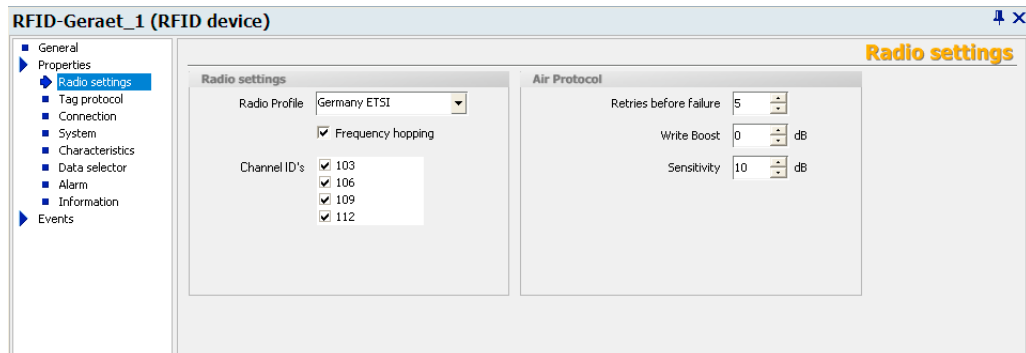 RFID-Geraet_1 (RFID device)
General
Properties
Radio settings
Tag protocol
Connection
System
Characteristics
Data selector
Alarm
Information
Events
Radio settings
Radio settings
Radio Profile Germany ETSI
Frequency hopping
Channel ID's 103
106
109
112
Air Protocol
Retries before failure 5
Write Boost 0 dB
Sensitivity 10 dB